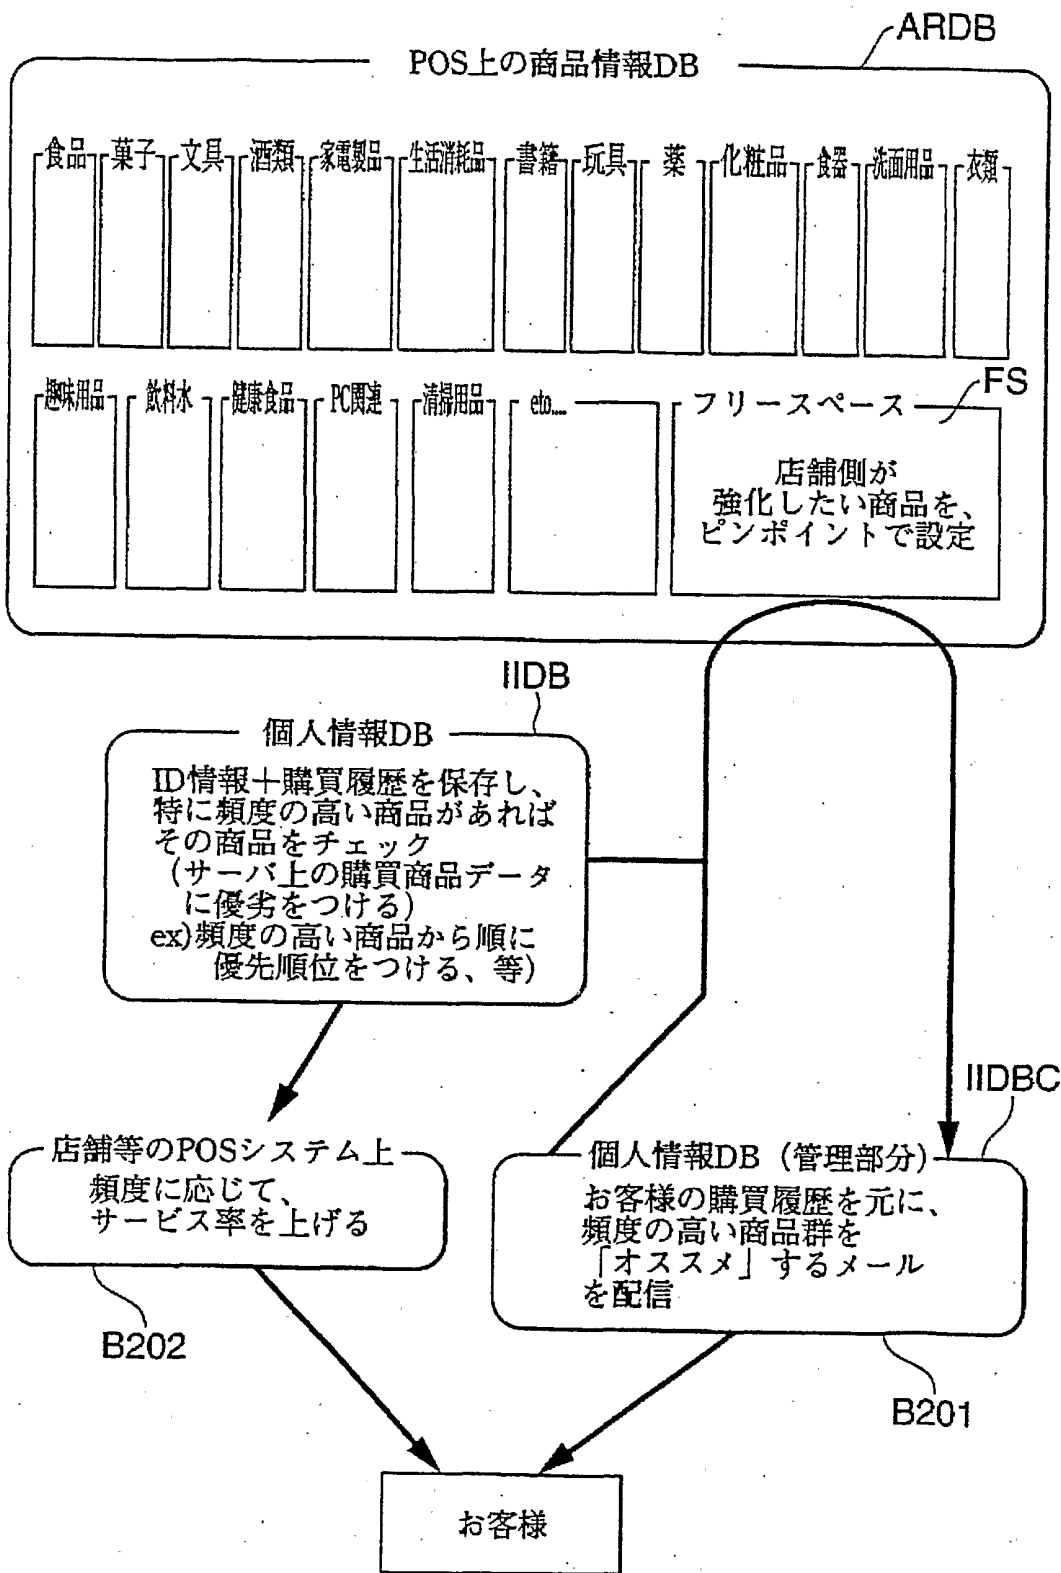 ARDB
POS上の商品情報DB
食品 菓子 文具 酒類 家電製品 生活消耗品 書籍 玩具 薬 化粧品 食器 洗面用品 衣類
趣味用品 飲料水 健康食品 PC関連 清掃用品 etc.... フリースペース
FS
店舗側が
強化したい商品を、
ピンポイントで設定
IIDB
個人情報DB
ID情報+購買履歴を保存し、
特に頻度の高い商品があれば
その商品をチェック
(サーバ上の購買商品データ
に優劣をつける)
ex)頻度の高い商品から順に
優先順位をつける、等)
IIDBC
店舗等のPOSシステム上
頻度に応じて、
サービス率を上げる
B202
個人情報DB(管理部分)
お客様の購買履歴を元に、
頻度の高い商品群を
「オススメ」するメール
を配信
B201
お客様